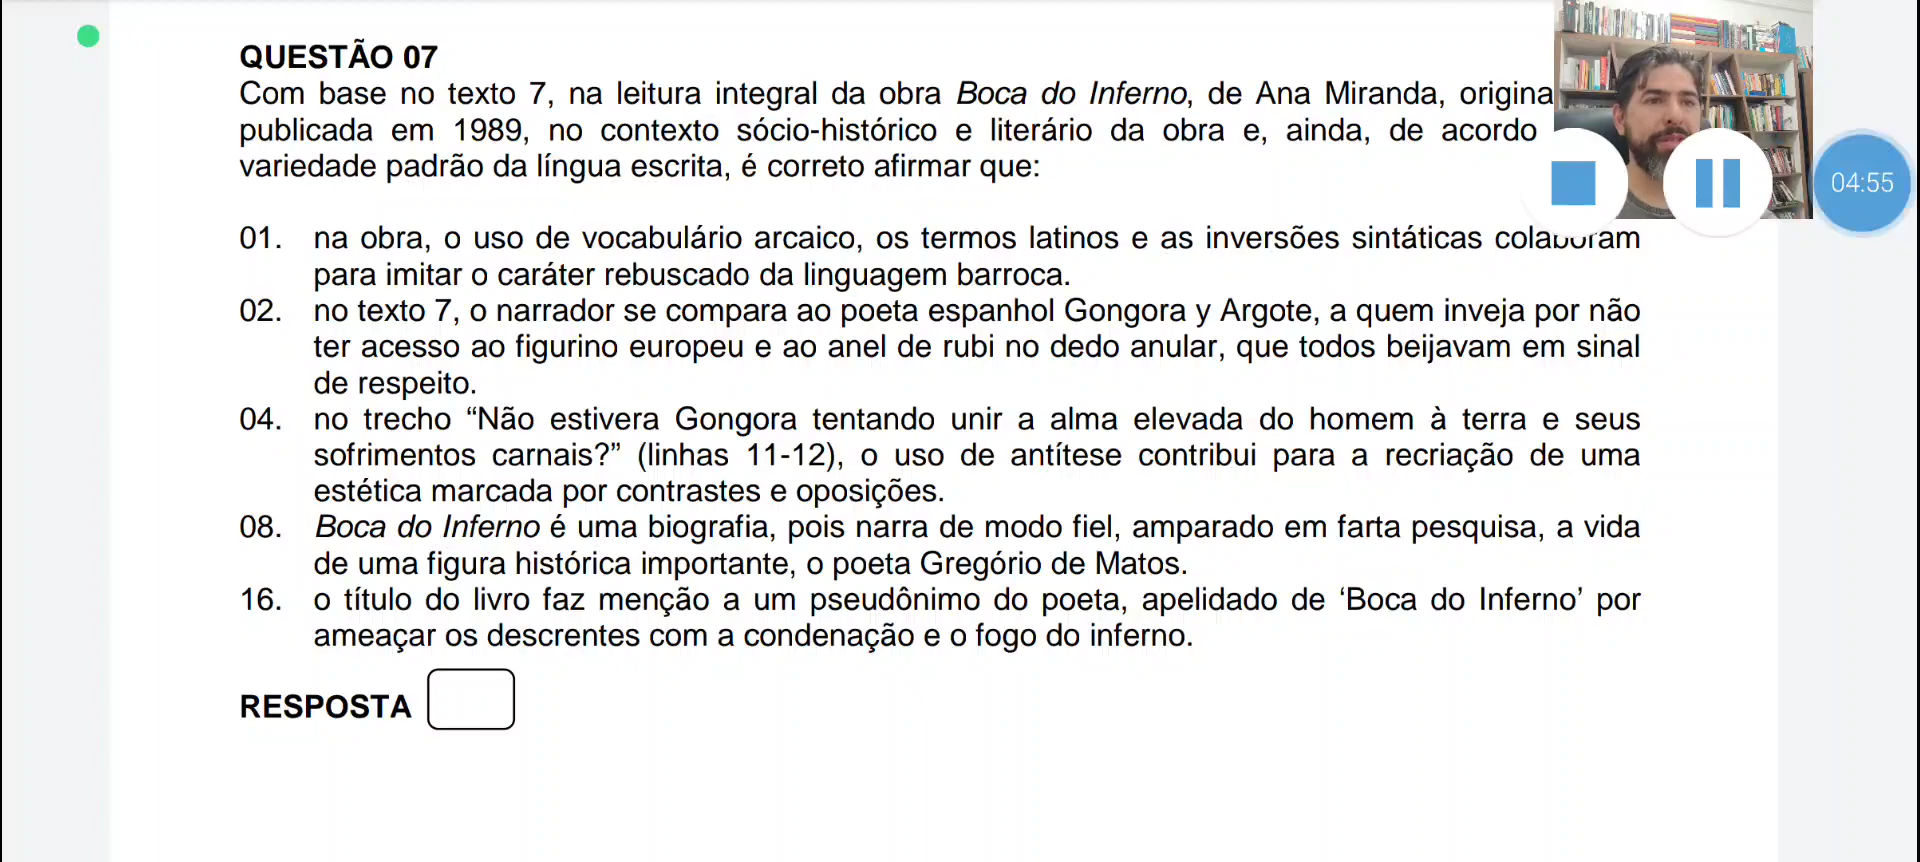 QUESTÃO 07
Com base no texto 7, na leitura integral da obra Boca do Inferno, de Ana Miranda,
publicada em 1989, no contexto sócio-histórico e literário da obra e, ainda, de acordo
variedade padrão da língua escrita, é correto afirmar que:
04:55
01. na obra, o uso de vocabulário arcaico, os termos latinos e as inversões sintáticas colaboram
para imitar o caráter rebuscado da linguagem barroca.
02. no texto 7, o narrador se compara ao poeta espanhol Gongora y Argote, a quem inveja por não
ter acesso ao figurino europeu e ao anel de rubi no dedo anular, que todos beijavam em sinal
de respeito.
04. no trecho “Não estivera Gongora tentando unir a alma elevada do homem à terra e seus
sofrimentos carnais?” (linhas 11-12), o uso de antítese contribui para a recriação de uma
estética marcada por contrastes e oposições.
08. Boca do Inferno é uma biografia, pois narra de modo fiel, amparado em farta pesquisa, a vida
de uma figura histórica importante, o poeta Gregório de Matos.
16. o título do livro faz menção a um pseudônimo do poeta, apelidado de ‘Boca do Inferno’ por
ameaçar os descrentes com a condenação e o fogo do inferno.
RESPOSTA